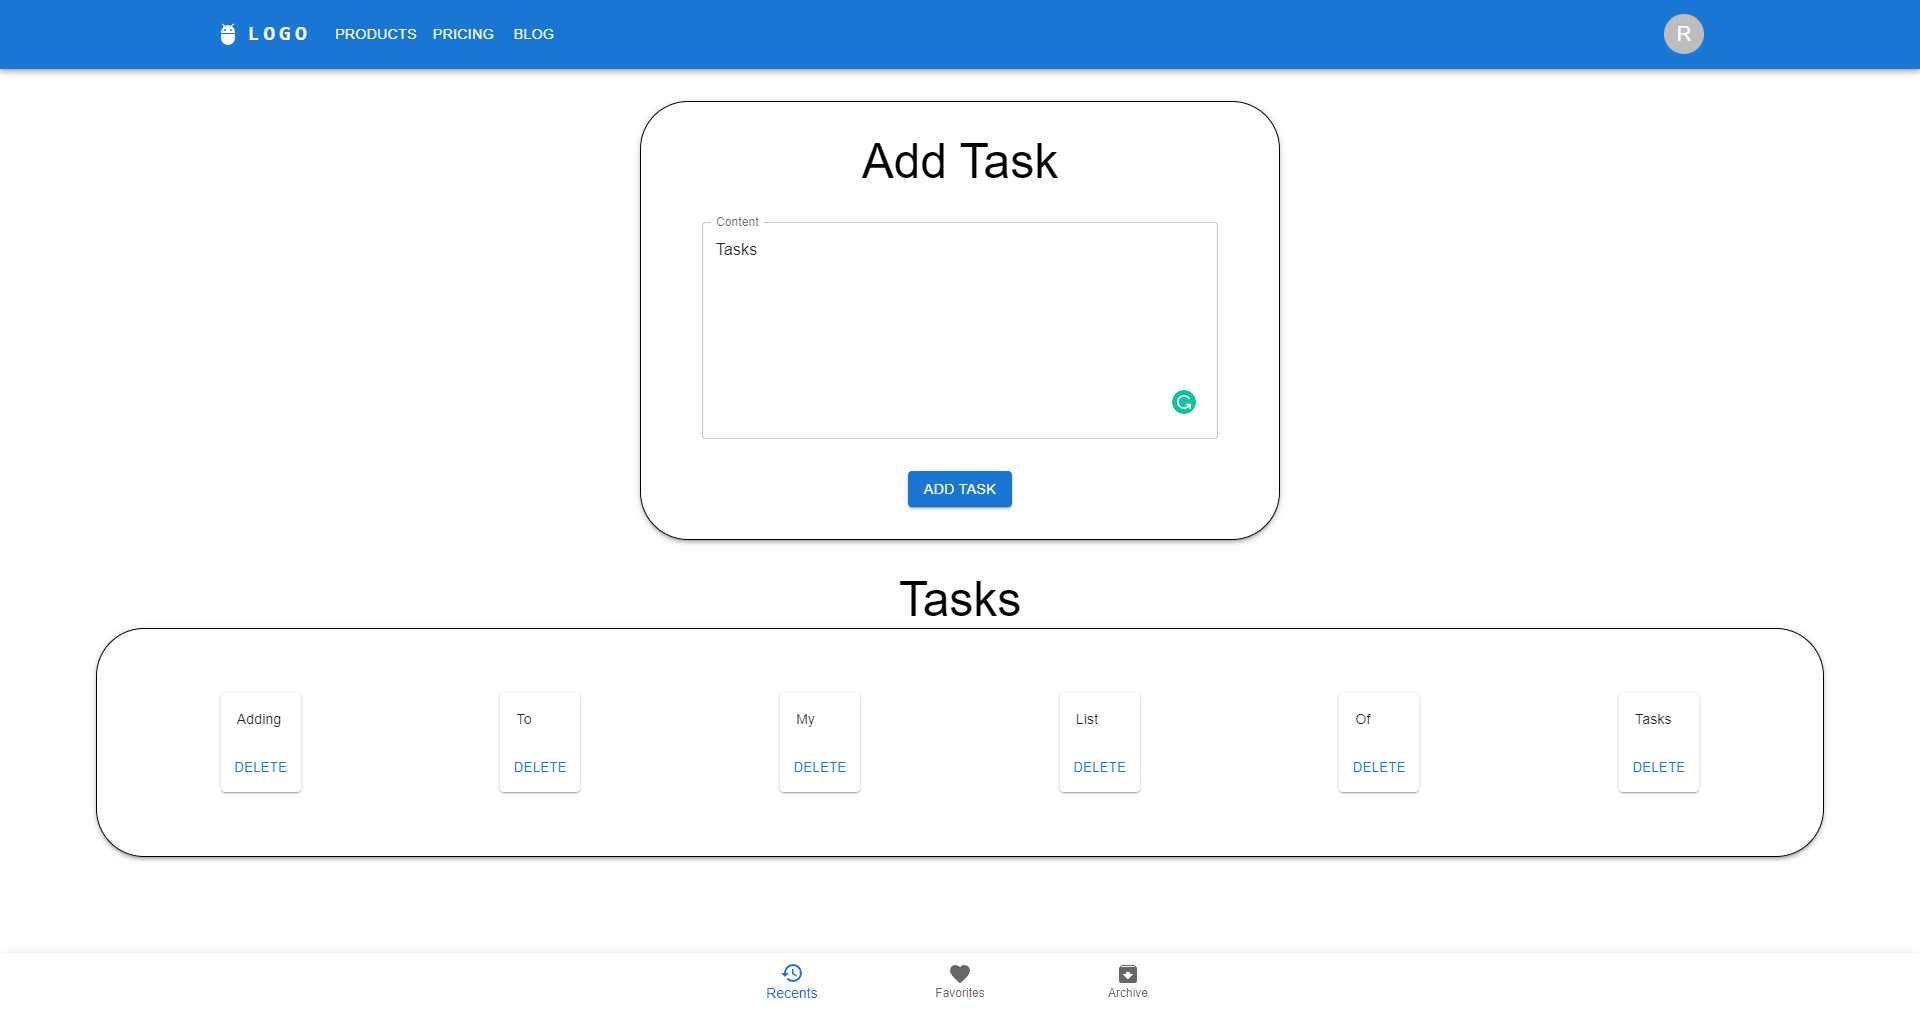 LOGO PRODUCTS PRICING BLOG R
Add Task
Content
Tasks
ADD TASK
Tasks
Adding To My List Of Tasks
DELETE DELETE DELETE DELETE DELETE DELETE
Recents Favorites Archive